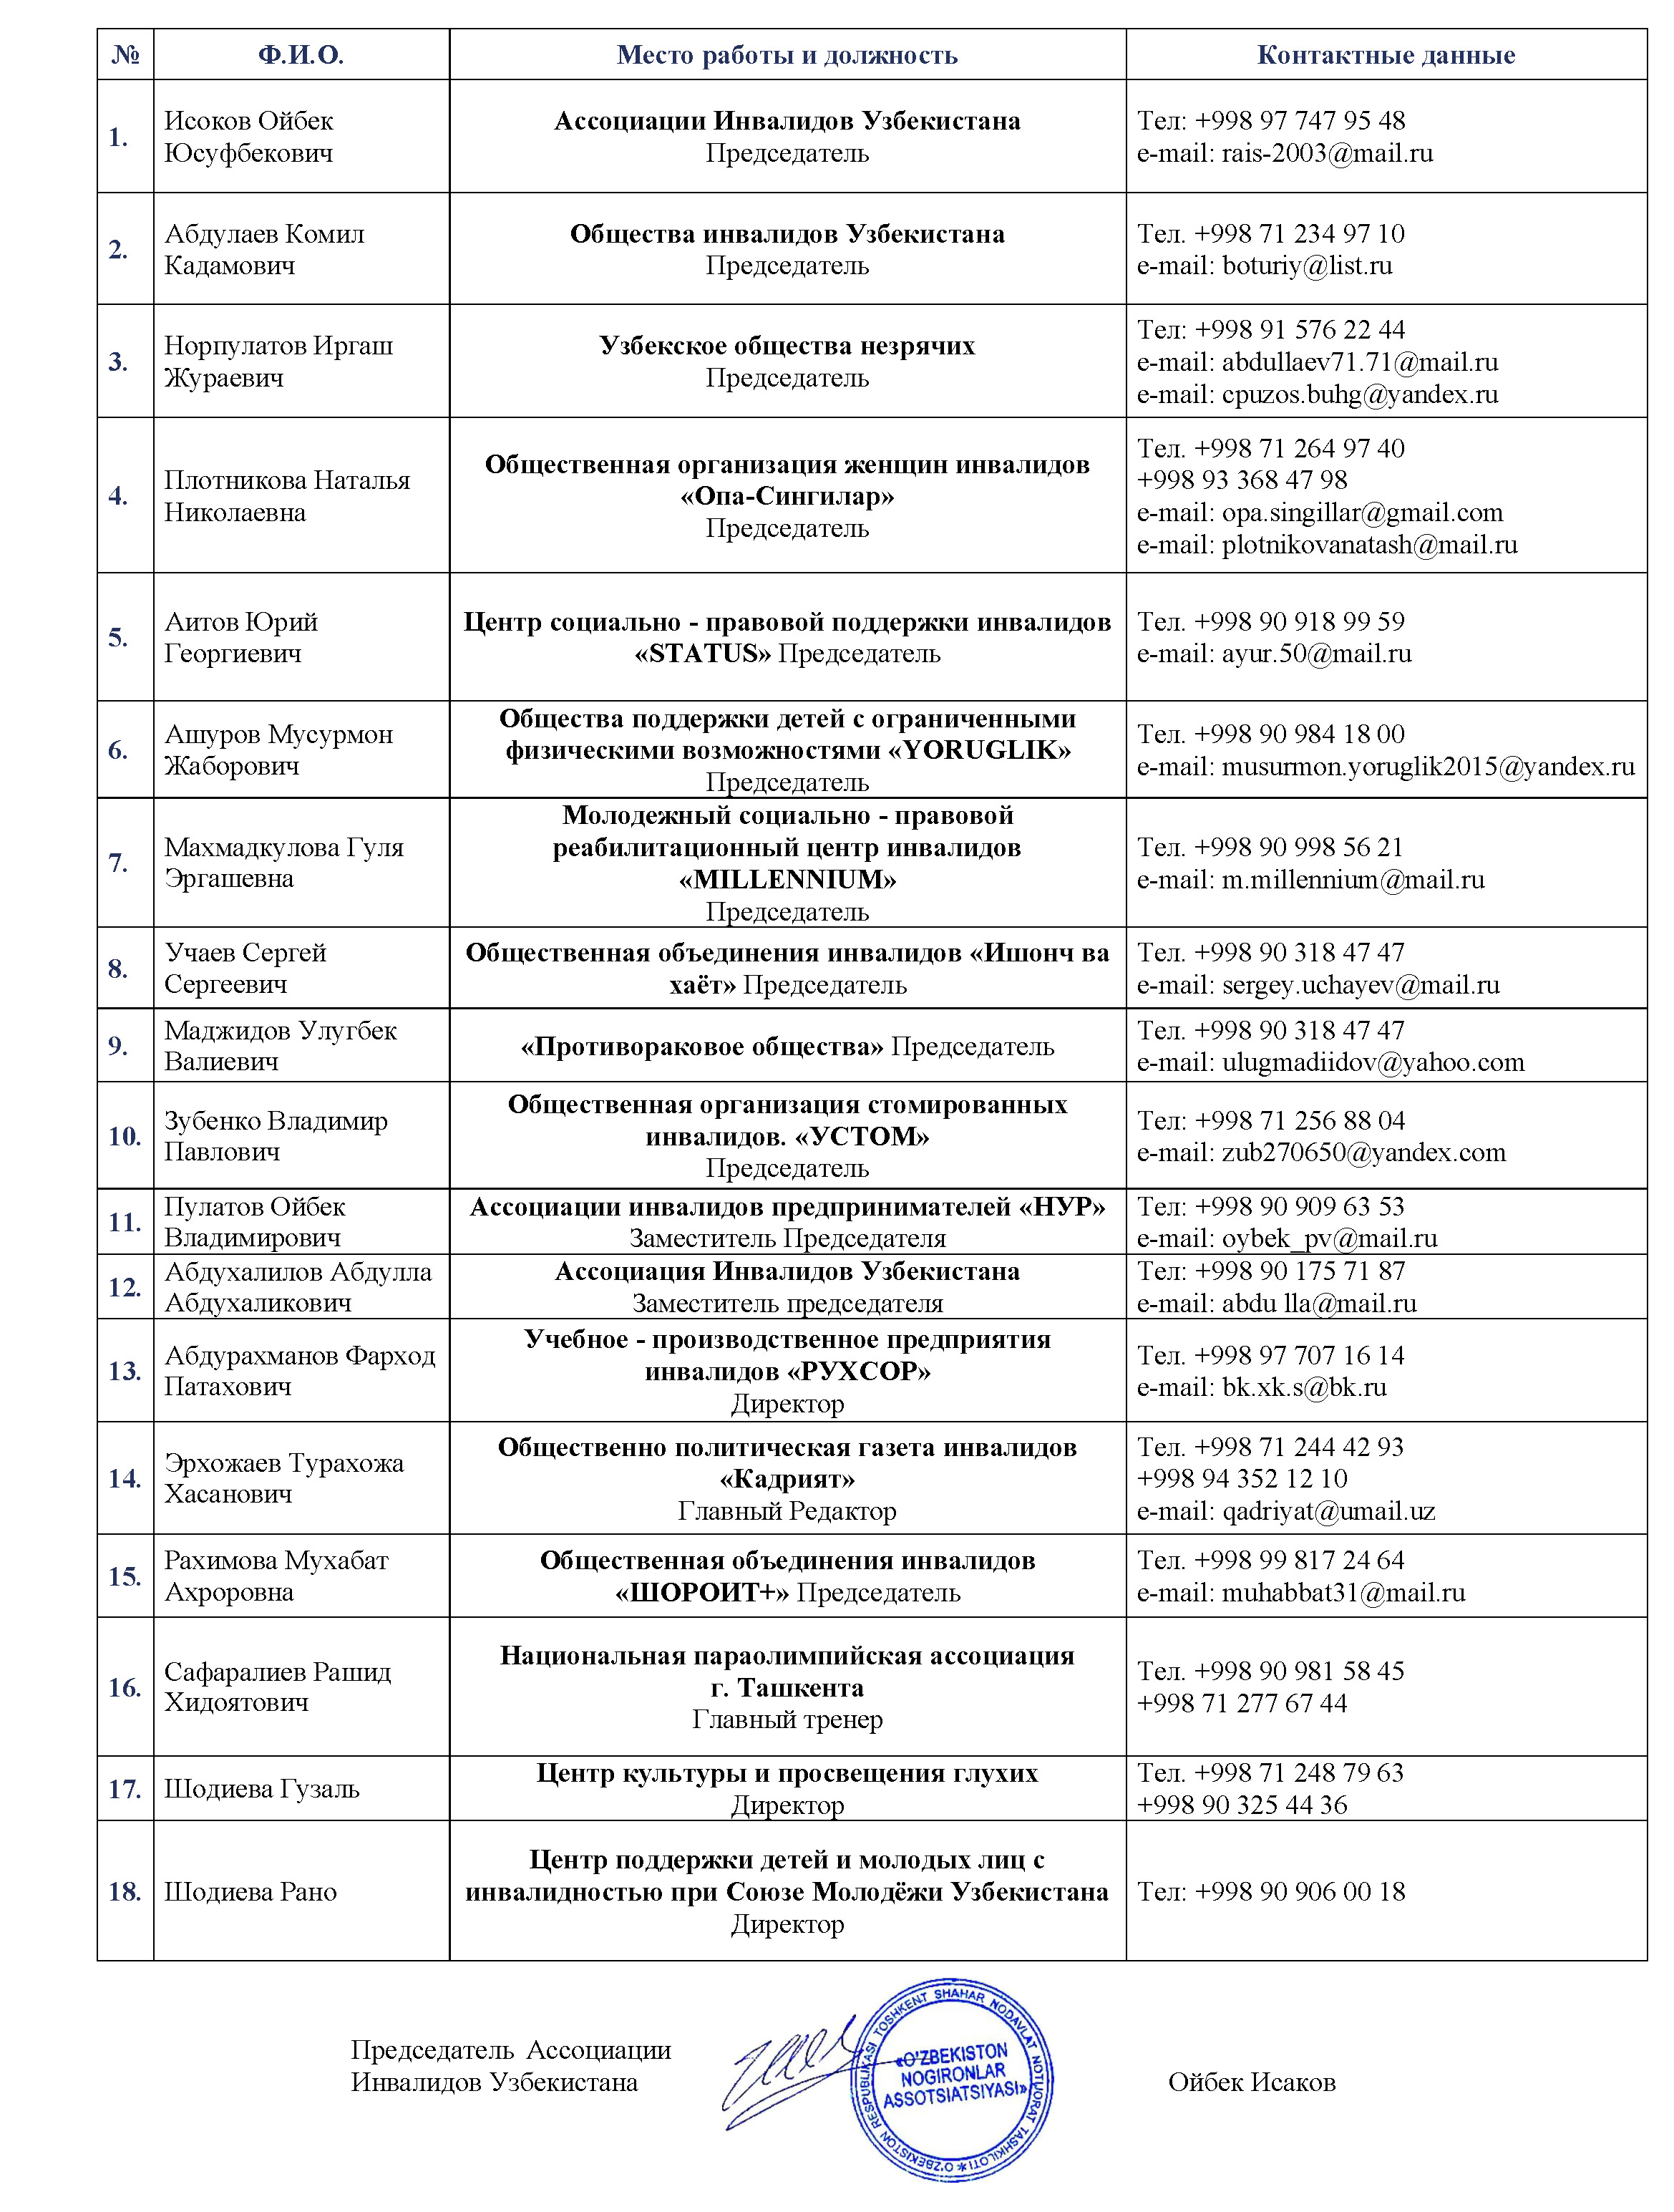 № Ф.И.О. Место работы и должность Контактные данные
1. Исоков Ойбек
Юсуфбекович
Ассоциации Инвалидов Узбекистана
Председатель
Тел: +998 97 747 95 48
e-mail: rais-2003@mail.ru
2. Абдулаев Комил
Кадамович
Общества инвалидов Узбекистана
Председатель
Тел. +998 71 234 97 10
e-mail: boturiy@list.ru
3. Норпулатов Иргаш
Жураевич
Узбекское общества незрячих
Председатель
Тел: +998 91 576 22 44
e-mail: abdullaev71.71@mail.ru
e-mail: cpuzos.buhg@yandex.ru
4. Плотникова Наталья
Николаевна
Общественная организация женщин инвалидов
«Опа-Сингилар»
Председатель
Тел. +998 71 264 97 40
+998 93 368 47 98
e-mail: opa.singillar@gmail.com
e-mail: plotnikovanatash@mail.ru
5. Аитов Юрий
Георгиевич
Центр социально - правовой поддержки инвалидов
«STATUS» Председатель
Тел. +998 90 918 99 59
e-mail: ayur.50@mail.ru
6. Ашуров Мусурмон
Жаборович
Общества поддержки детей с ограниченными
физическими возможностями «YORUGLIK»
Председатель
Тел. +998 90 984 18 00
e-mail: musurmon.yoruglik2015@yandex.ru
7. Махмадкулова Гуля
Эргашевна
Молодежный социально - правовой
реабилитационный центр инвалидов
«MILLENNIUM»
Председатель
Тел. +998 90 998 56 21
e-mail: m.millennium@mail.ru
8. Учаев Сергей
Сергеевич
Общественная объединения инвалидов «Ишонч ва
хаёт» Председатель
Тел. +998 90 318 47 47
e-mail: sergey.uchayev@mail.ru
9. Маджидов Улугбек
Валиевич
«Противораковое общества» Председатель
Тел. +998 90 318 47 47
e-mail: ulugmadiidov@yahoo.com
10. Зубенко Владимир
Павлович
Общественная организация стомированных
инвалидов. «УСТОМ»
Председатель
Тел: +998 71 256 88 04
e-mail: zub270650@yandex.com
11. Пулатов Ойбек
Владимирович
Ассоциации инвалидов предпринимателей «НУР»
Заместитель Председателя
Тел: +998 90 909 63 53
e-mail: oybek_pv@mail.ru
12. Абдухалилов Абдулла
Абдухаликович
Ассоциация Инвалидов Узбекистана
Заместитель председателя
Тел: +998 90 175 71 87
e-mail: abdu lla@mail.ru
13. Абдурахманов Фарход
Патахович
Учебное - производственное предприятия
инвалидов «РУХСОР»
Директор
Тел. +998 97 707 16 14
e-mail: bk.xk.s@bk.ru
14. Эрхожаев Турахожа
Хасанович
Общественно политическая газета инвалидов
«Кадрият»
Главный Редактор
Тел. +998 71 244 42 93
+998 94 352 12 10
e-mail: qadriyat@umail.uz
15. Рахимова Мухабат
Ахроровна
Общественная объединения инвалидов
«ШОРОИТ+» Председатель
Тел. +998 99 817 24 64
e-mail: muhabbat31@mail.ru
16. Сафаралиев Рашид
Хидоятович
Национальная параолимпийская ассоциация
г. Ташкента
Главный тренер
Тел. +998 90 981 58 45
+998 71 277 67 44
17. Шодиева Гузаль
Центр культуры и просвещения глухих
Директор
Тел. +998 71 248 79 63
+998 90 325 44 36
18. Шодиева Рано
Центр поддержки детей и молодых лиц с
инвалидностью при Союзе Молодёжи Узбекистана
Директор
Тел: +998 90 906 00 18
Председатель Ассоциации
Инвалидов Узбекистана
O'ZBEKISTON RESPUBLIKASI TOSHKENT SHAHAR NODAVLAT NOTIJORAT TASHKILOTI
«O'ZBEKISTON
NOGIRONLAR
ASSOTSIATSIYASI»
Ойбек Исаков